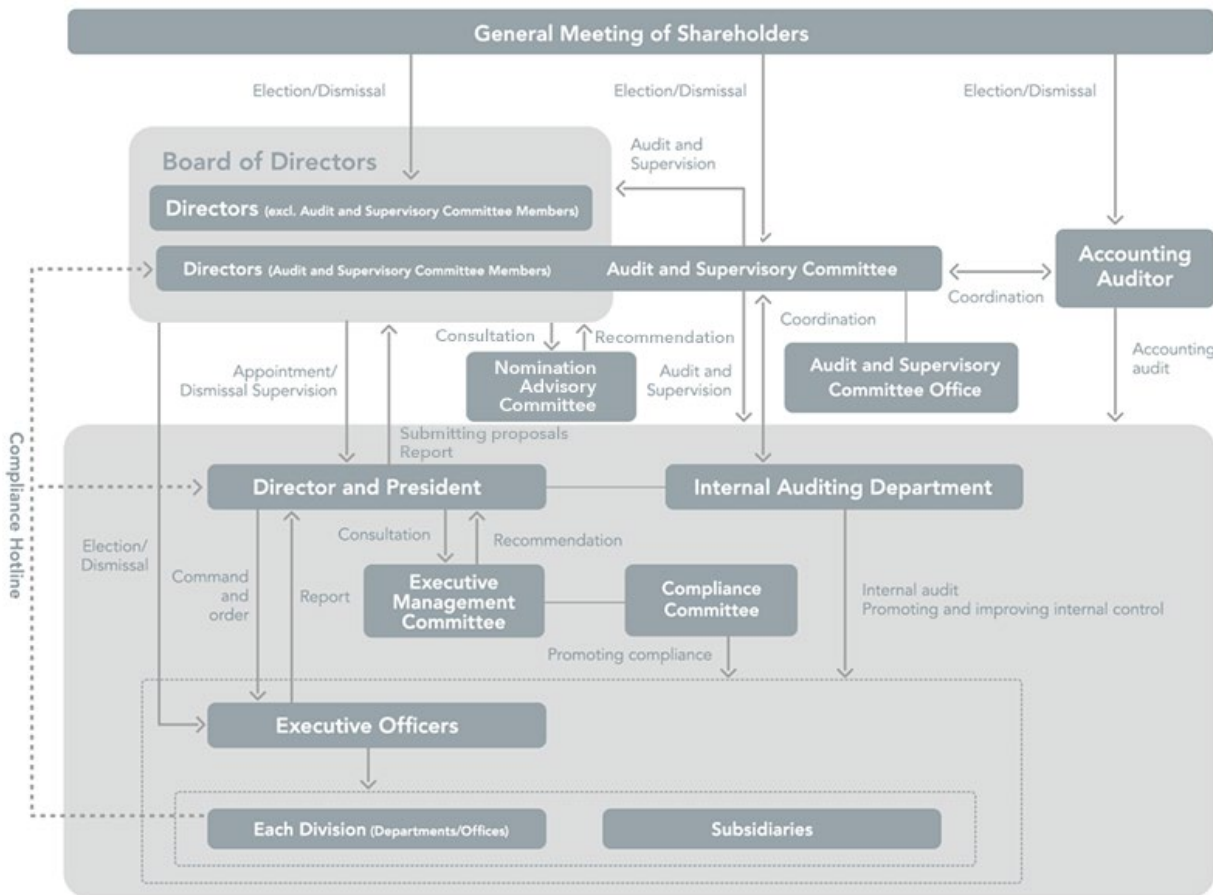 General Meeting of Shareholders
Election/Dismissal
Election/Dismissal
Election/Dismissal
Board of Directors
Audit and
Supervision
Directors (excl. Audit and Supervisory Committee Members)
Directors (Audit and Supervisory Committee Members)
Audit and Supervisory Committee
Accounting
Auditor
Coordination
Consultation
Recommendation
Coordination
Appointment/
Dismissal Supervision
Nomination
Advisory
Committee
Audit and
Supervision
Audit and Supervisory
Committee Office
Accounting
audit
Compliance Hotline
Submitting proposals
Report
Director and President
Internal Auditing Department
Election/
Dismissal
Consultation
Recommendation
Command
and
order
Report
Executive
Management
Committee
Compliance
Committee
Internal audit
Promoting and improving internal control
Promoting compliance
Executive Officers
Each Division (Departments/Offices)
Subsidiaries